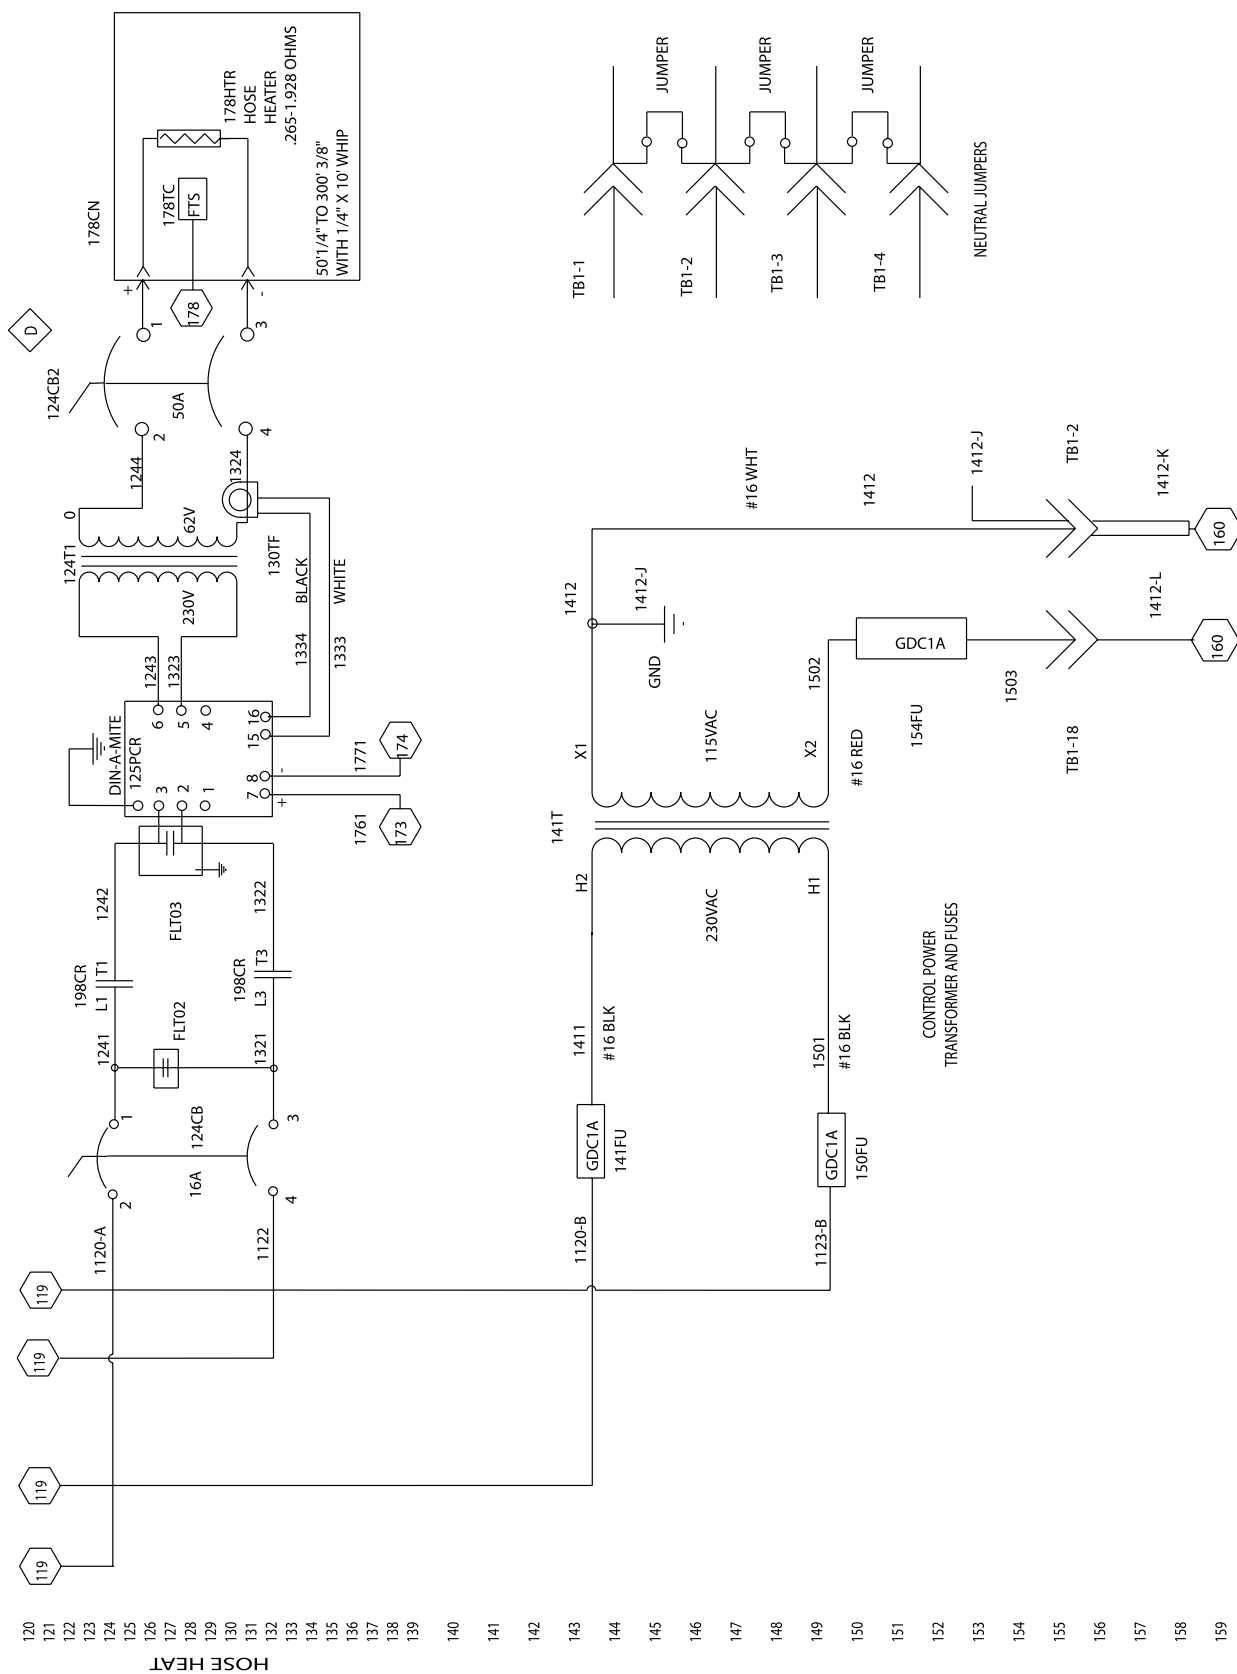 HOSE HEAT
120
121
122
123
124
125
126
127
128
129
130
131
132
133
134
135
136
137
138
139
140
141
142
143
144
145
146
147
148
149
150
151
152
153
154
155
156
157
158
159
119
119
119
119
1120-A
2
1
16A
124CB
1122
4
3
1241
FLT02
1321
198CR
L1 T1
198CR
L3 T3
1242
FLT03
1322
DIN-A-MITE
125PCR
3
2
1
6
5
4
7
8
15
16
+
-
1761
173
1771
174
1243
1323
124T1
230V
62V
0
130TF
1334
BLACK
1333
WHITE
1244
1324
124CB2
50A
2
1
4
3
D
+
-
178
178CN
178TC
FTS
178HTR
HOSE
HEATER
.265-1.928 OHMS
50'1/4" TO 300' 3/8"
WITH 1/4" X 10' WHIP
1120-B
GDC1A
141FU
1411
#16 BLK
1123-B
GDC1A
150FU
1501
#16 BLK
H2
H1
230VAC
141T
115VAC
X1
X2
GND
1412
1412-J
#16 RED
1502
GDC1A
154FU
1503
TB1-18
1412-L
160
#16 WHT
1412
1412-J
TB1-2
1412-K
160
CONTROL POWER
TRANSFORMER AND FUSES
TB1-1
TB1-2
TB1-3
TB1-4
JUMPER
JUMPER
JUMPER
NEUTRAL JUMPERS